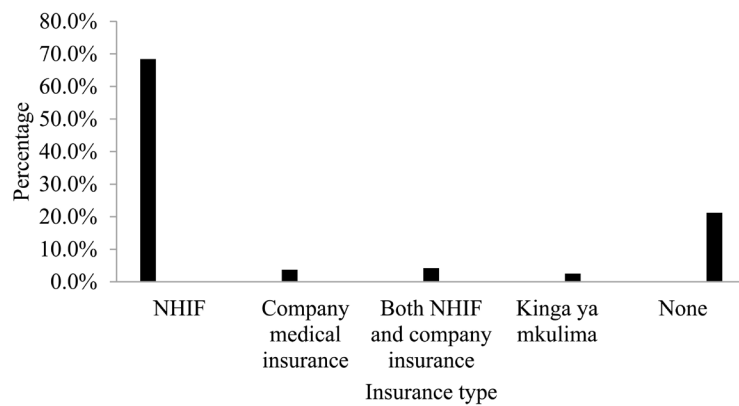 80.0%
70.0%
60.0%
50.0%
40.0%
30.0%
20.0%
10.0%
0.0%
Percentage
NHIF
Company
medical
insurance
Both NHIF
and company
insurance
Kinga ya
mkulima
None
Insurance type